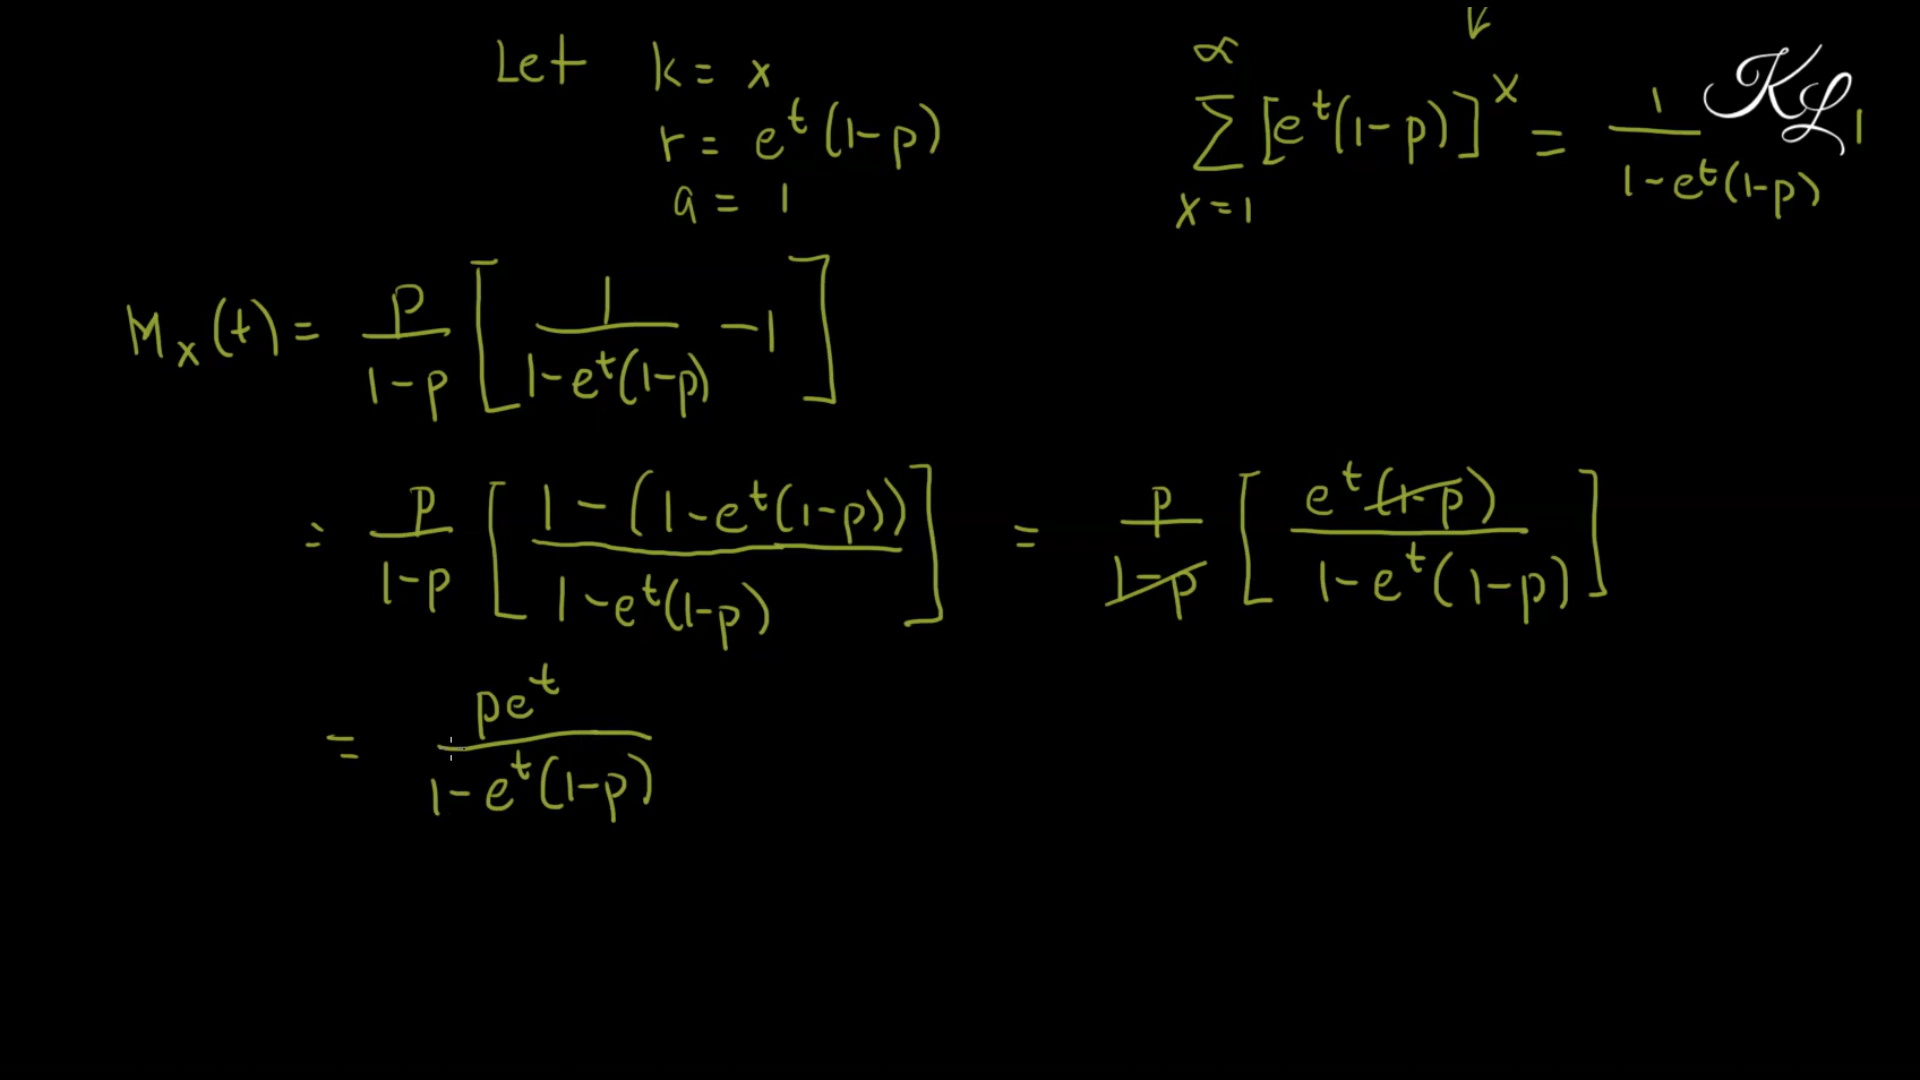 Let k = x
r = e^t (1-p)
a = 1
∞
∑ [e^t(1-p)]^x = 1 / (1-e^t(1-p)) 1
x=1
KL
M_x(t) = p/(1-p) [ 1/(1-e^t(1-p)) - 1 ]
= p/(1-p) [ (1-(1-e^t(1-p)))/(1-e^t(1-p)) ] = p/(1-p) [ e^t(1-p)/(1-e^t(1-p)) ]
= pe^t/(1-e^t(1-p))